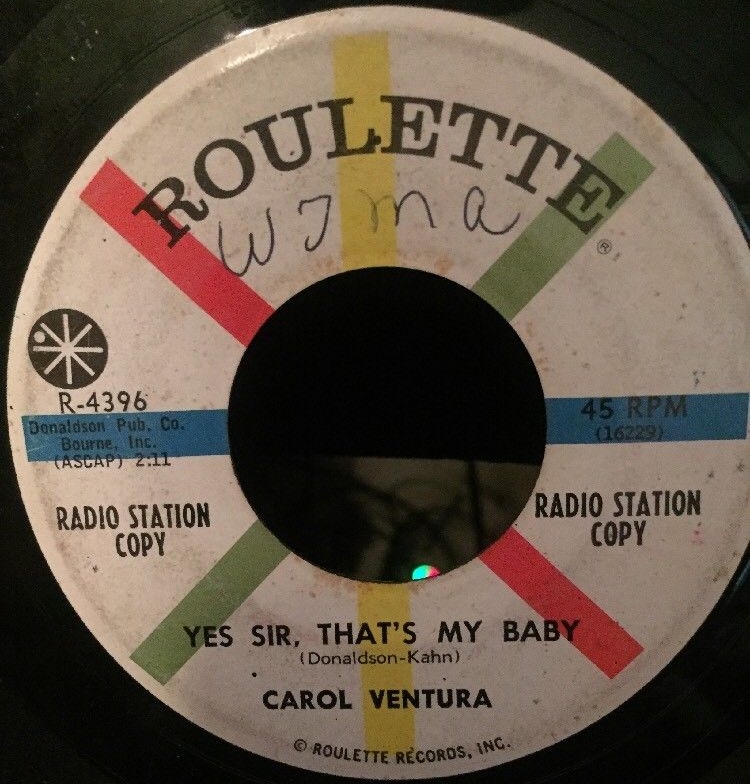 ROULETTE
®
WJMA
R-4396
Donaldson Pub. Co.
Bourne, Inc.
(ASCAP) 2:11
45 RPM
(16229)
RADIO STATION
COPY
RADIO STATION
COPY
YES SIR, THAT'S MY BABY
(Donaldson-Kahn)
CAROL VENTURA
© ROULETTE RECORDS, INC.